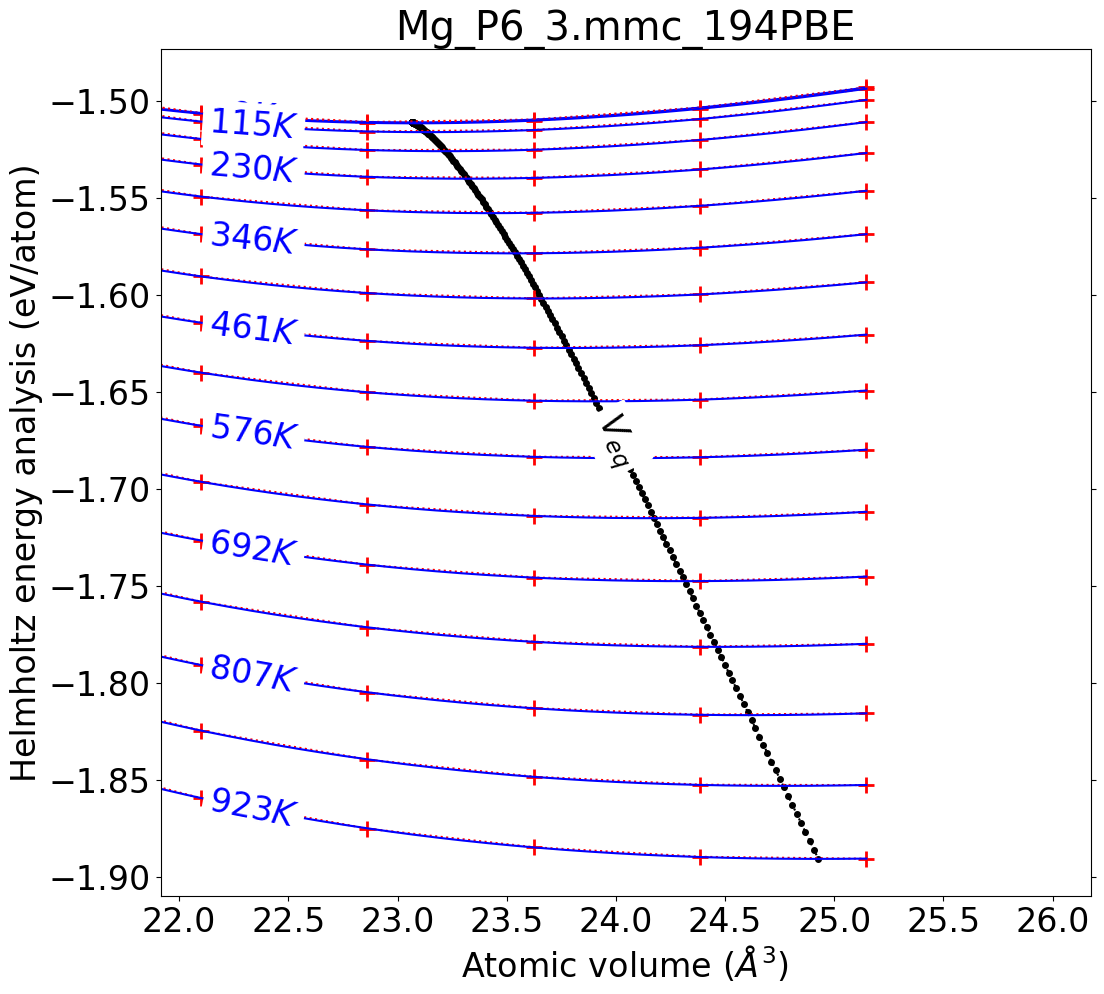 Mg_P6_3.mmc_194PBE
Helmholtz energy analysis (eV/atom)
−1.50
−1.55
−1.60
−1.65
−1.70
−1.75
−1.80
−1.85
−1.90
115K
230K
346K
461K
576K
692K
807K
923K
V_eq
22.0 22.5 23.0 23.5 24.0 24.5 25.0 25.5 26.0
Atomic volume (Å³)